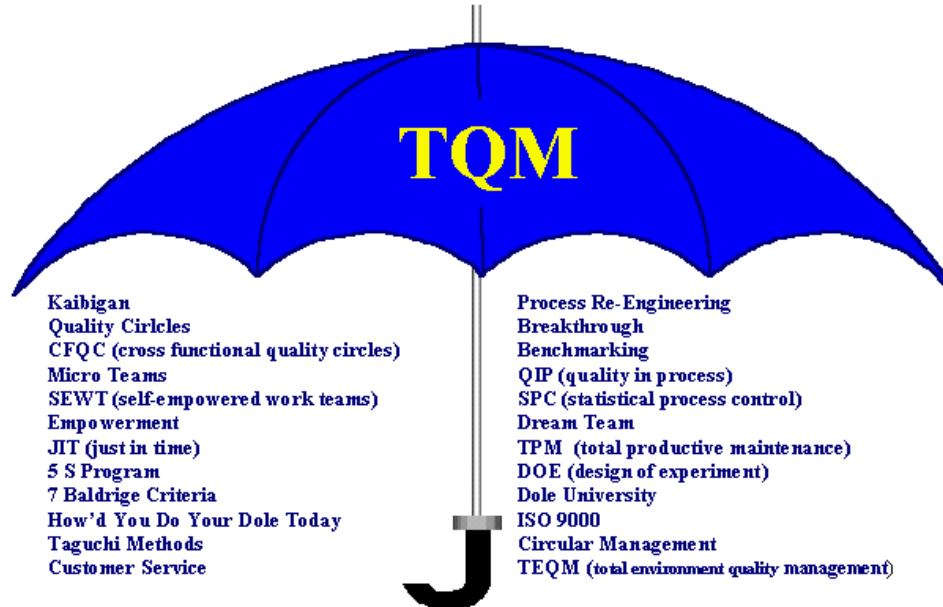 TQM
Kaibigan
Quality Cirlcles
CFQC (cross functional quality circles)
Micro Teams
SEWT (self-empowered work teams)
Empowerment
JIT (just in time)
5 S Program
7 Baldrige Criteria
How'd You Do Your Dole Today
Taguchi Methods
Customer Service
Process Re-Engineering
Breakthrough
Benchmarking
QIP (quality in process)
SPC (statistical process control)
Dream Team
TPM (total productive maintenance)
DOE (design of experiment)
Dole University
ISO 9000
Circular Management
TEQM (total environment quality management)